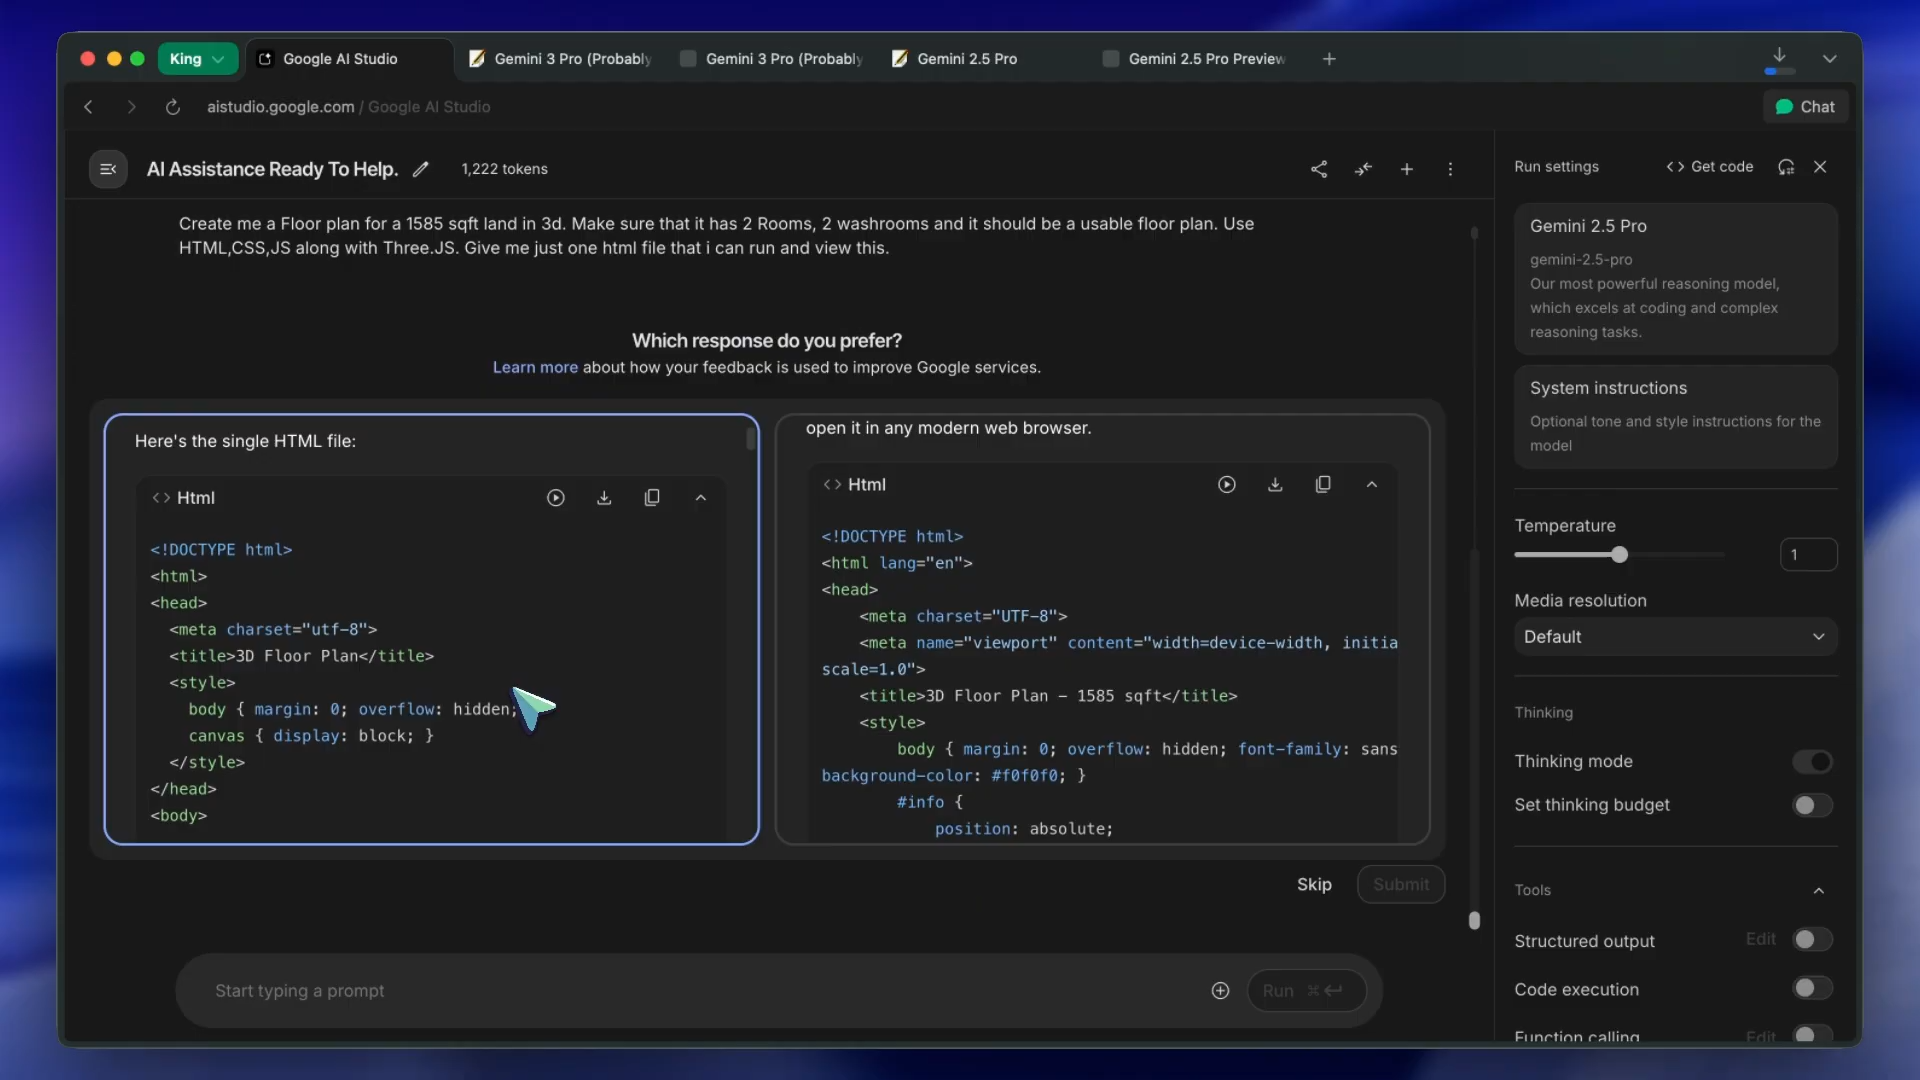 King
Google AI Studio
Gemini 3 Pro (Probably
Gemini 3 Pro (Probably
Gemini 2.5 Pro
Gemini 2.5 Pro Preview
aistudio.google.com / Google AI Studio
Chat
AI Assistance Ready To Help.
1,222 tokens
Create me a Floor plan for a 1585 sqft land in 3d. Make sure that it has 2 Rooms, 2 washrooms and it should be a usable floor plan. Use
HTML,CSS,JS along with Three.JS. Give me just one html file that i can run and view this.
Which response do you prefer?
Learn more about how your feedback is used to improve Google services.
Here's the single HTML file:
<> Html
<!DOCTYPE html>
<html>
<head>
<meta charset="utf-8">
<title>3D Floor Plan</title>
<style>
body { margin: 0; overflow: hidden;
canvas { display: block; }
</style>
</head>
<body>
open it in any modern web browser.
<> Html
<!DOCTYPE html>
<html lang="en">
<head>
<meta charset="UTF-8">
<meta name="viewport" content="width=device-width, initia
scale=1.0">
<title>3D Floor Plan - 1585 sqft</title>
<style>
body { margin: 0; overflow: hidden; font-family: sans
background-color: #f0f0f0; }
#info {
position: absolute;
Skip
Submit
Start typing a prompt
Run ⌘↵
Run settings
<> Get code
Gemini 2.5 Pro
gemini-2.5-pro
Our most powerful reasoning model,
which excels at coding and complex
reasoning tasks.
System instructions
Optional tone and style instructions for the
model
Temperature
1
Media resolution
Default
Thinking
Thinking mode
Set thinking budget
Tools
Structured output
Edit
Code execution
Function calling
Edit